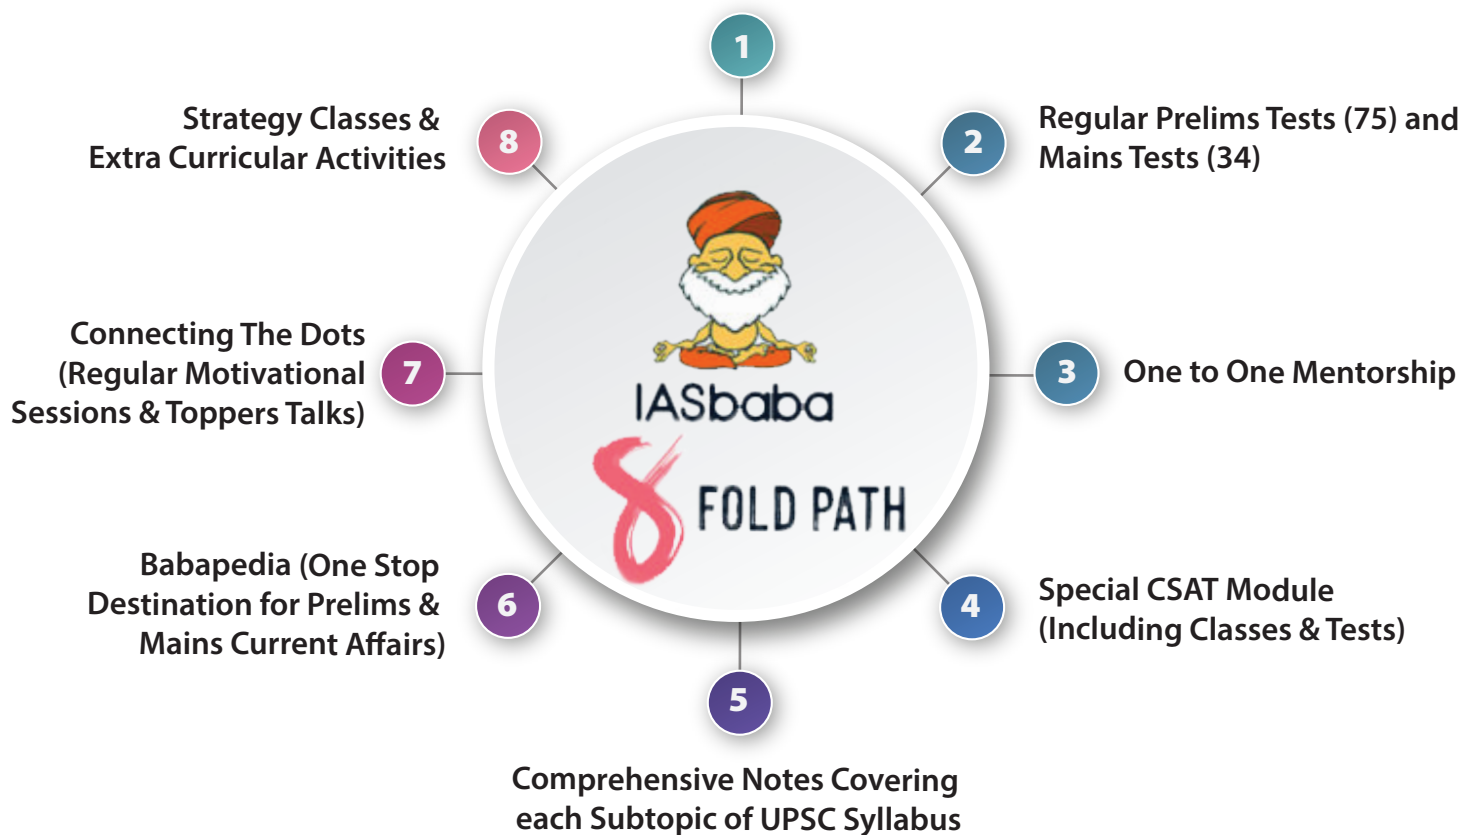 1
2
Regular Prelims Tests (75) and
Mains Tests (34)
3
One to One Mentorship
4
Special CSAT Module
(Including Classes & Tests)
5
Comprehensive Notes Covering
each Subtopic of UPSC Syllabus
6
Babapedia (One Stop
Destination for Prelims &
Mains Current Affairs)
7
Connecting The Dots
(Regular Motivational
Sessions & Toppers Talks)
8
Strategy Classes &
Extra Curricular Activities
IASbaba
8 FOLD PATH